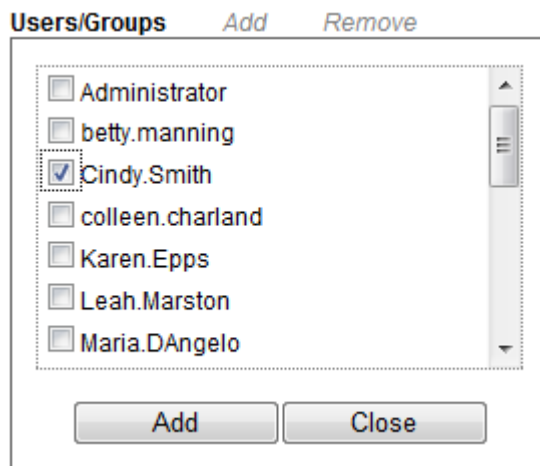 Users/Groups Add Remove
Administrator
betty.manning
Cindy.Smith
colleen.charland
Karen.Epps
Leah.Marston
Maria.DAngelo
Add Close